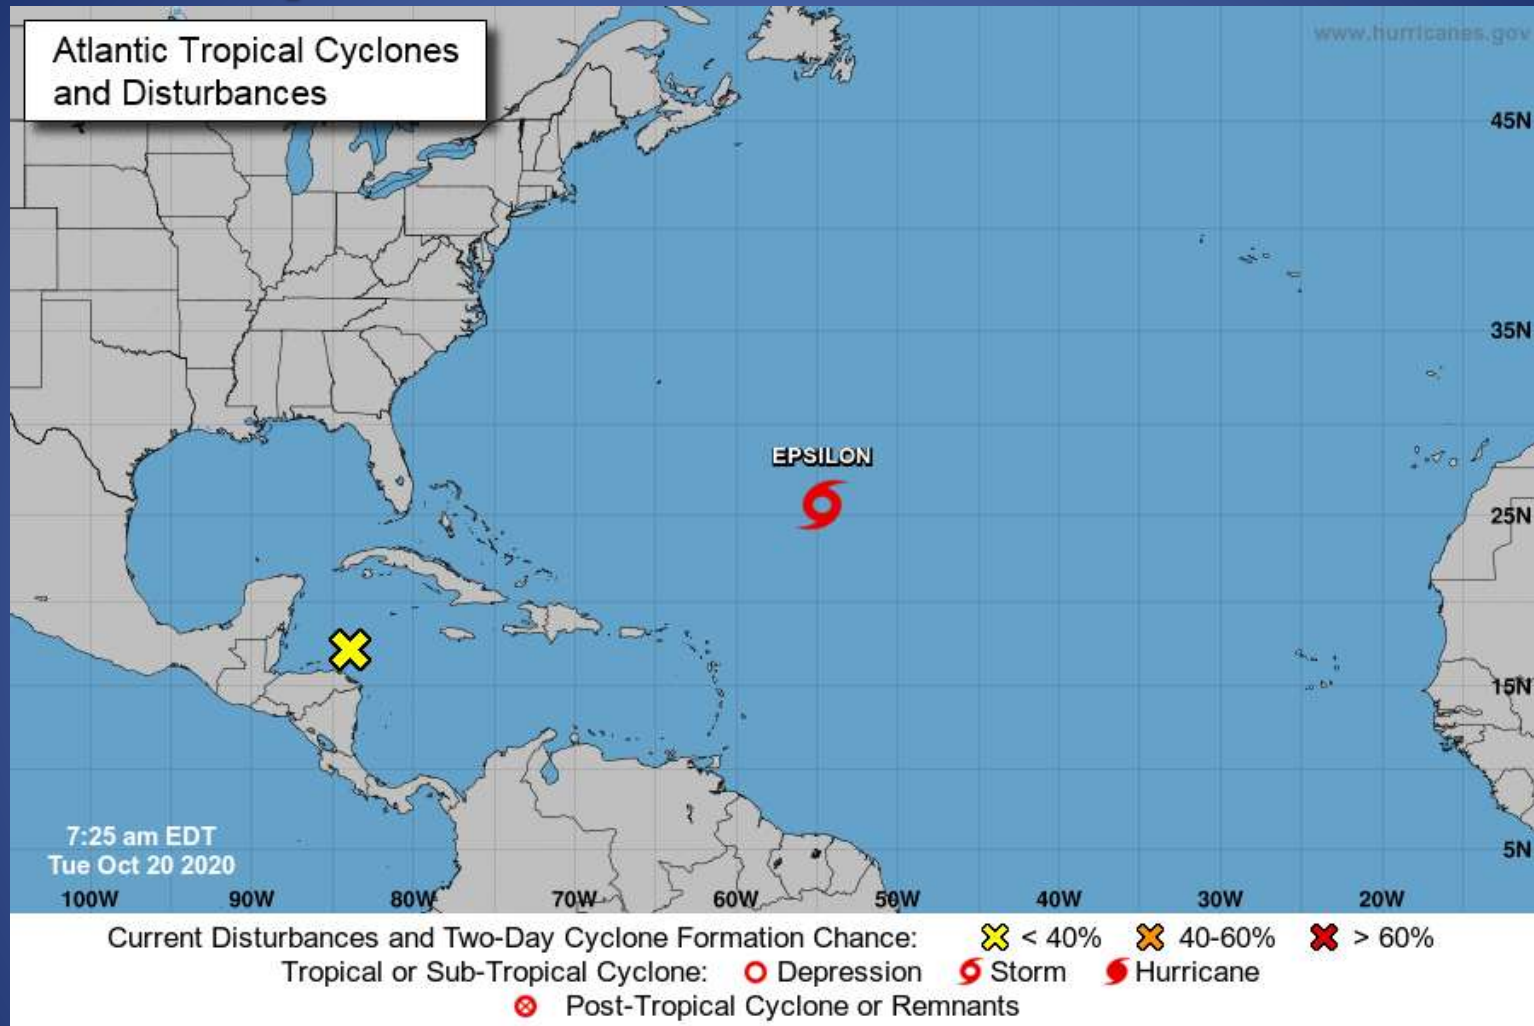 Atlantic Tropical Cyclones
and Disturbances
www.hurricanes.gov
45N
35N
EPSILON
25N
15N
7:25 am EDT
Tue Oct 20 2020
5N
100W 90W 80W 70W 60W 50W 40W 30W 20W
Current Disturbances and Two-Day Cyclone Formation Chance: < 40% 40-60% > 60%
Tropical or Sub-Tropical Cyclone: Depression Storm Hurricane
Post-Tropical Cyclone or Remnants